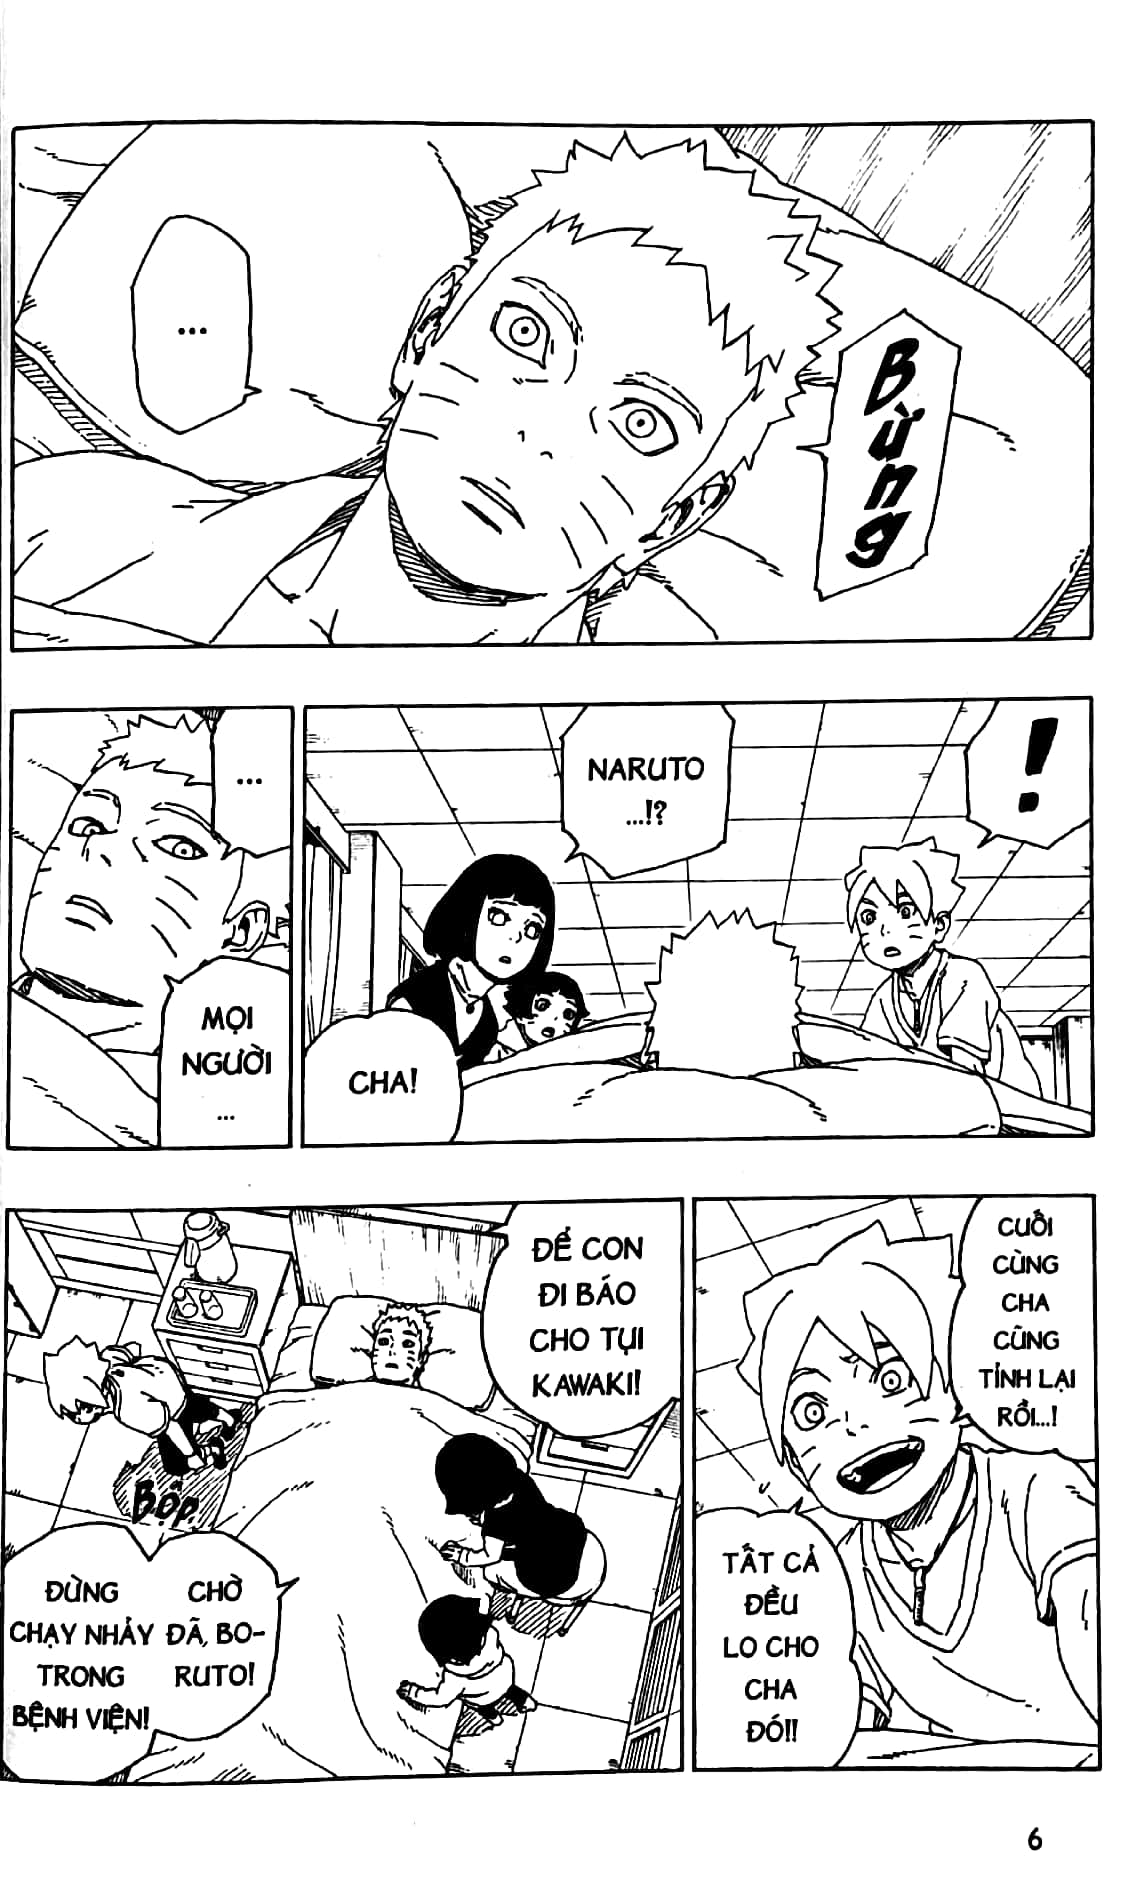 Bừng
...
!
NARUTO
...!?
CHA!
...
MỌI
NGƯỜI
...
CUỐI
CÙNG
CHA
CŨNG
TỈNH LẠI
RỒI...!
TẤT CẢ
ĐỀU
LO CHO
CHA
ĐÓ!!
ĐỂ CON
ĐI BÁO
CHO TỤI
KAWAKI!
BỘP
CHỜ
ĐÃ, BO-
RUTO!
ĐỪNG
CHẠY NHẢY
TRONG
BỆNH VIỆN!
6